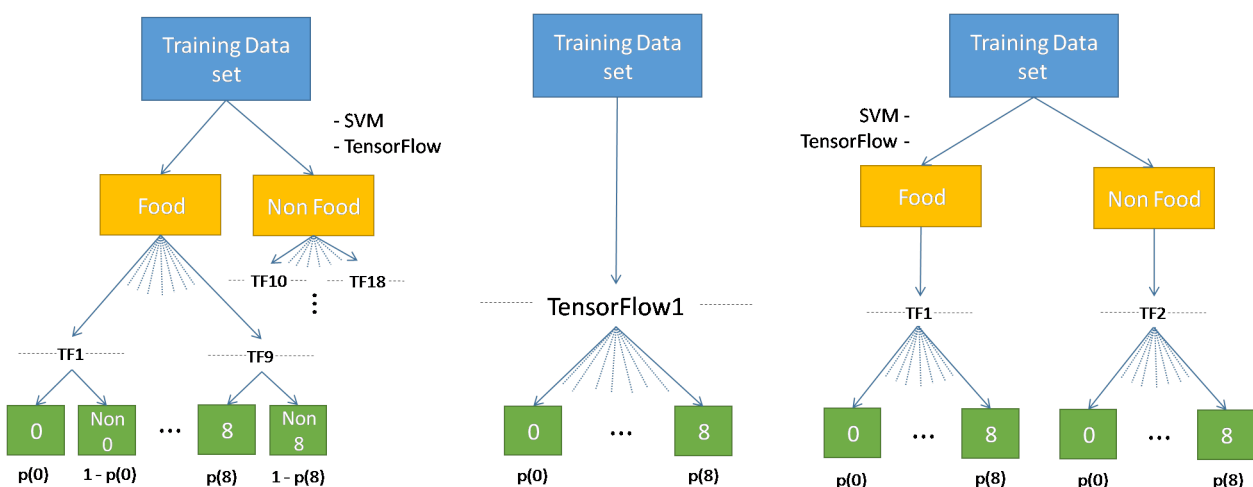 Training Data
set
- SVM
- TensorFlow
Food
Non Food
TF10
TF18
TF1
TF9
0
Non
0
...
8
Non
8
p(0)
1 - p(0)
p(8)
1 - p(8)
Training Data
set
TensorFlow1
0
...
8
p(0)
p(8)
Training Data
set
SVM -
TensorFlow -
Food
Non Food
TF1
TF2
0
...
8
0
...
8
p(0)
p(8)
p(0)
p(8)